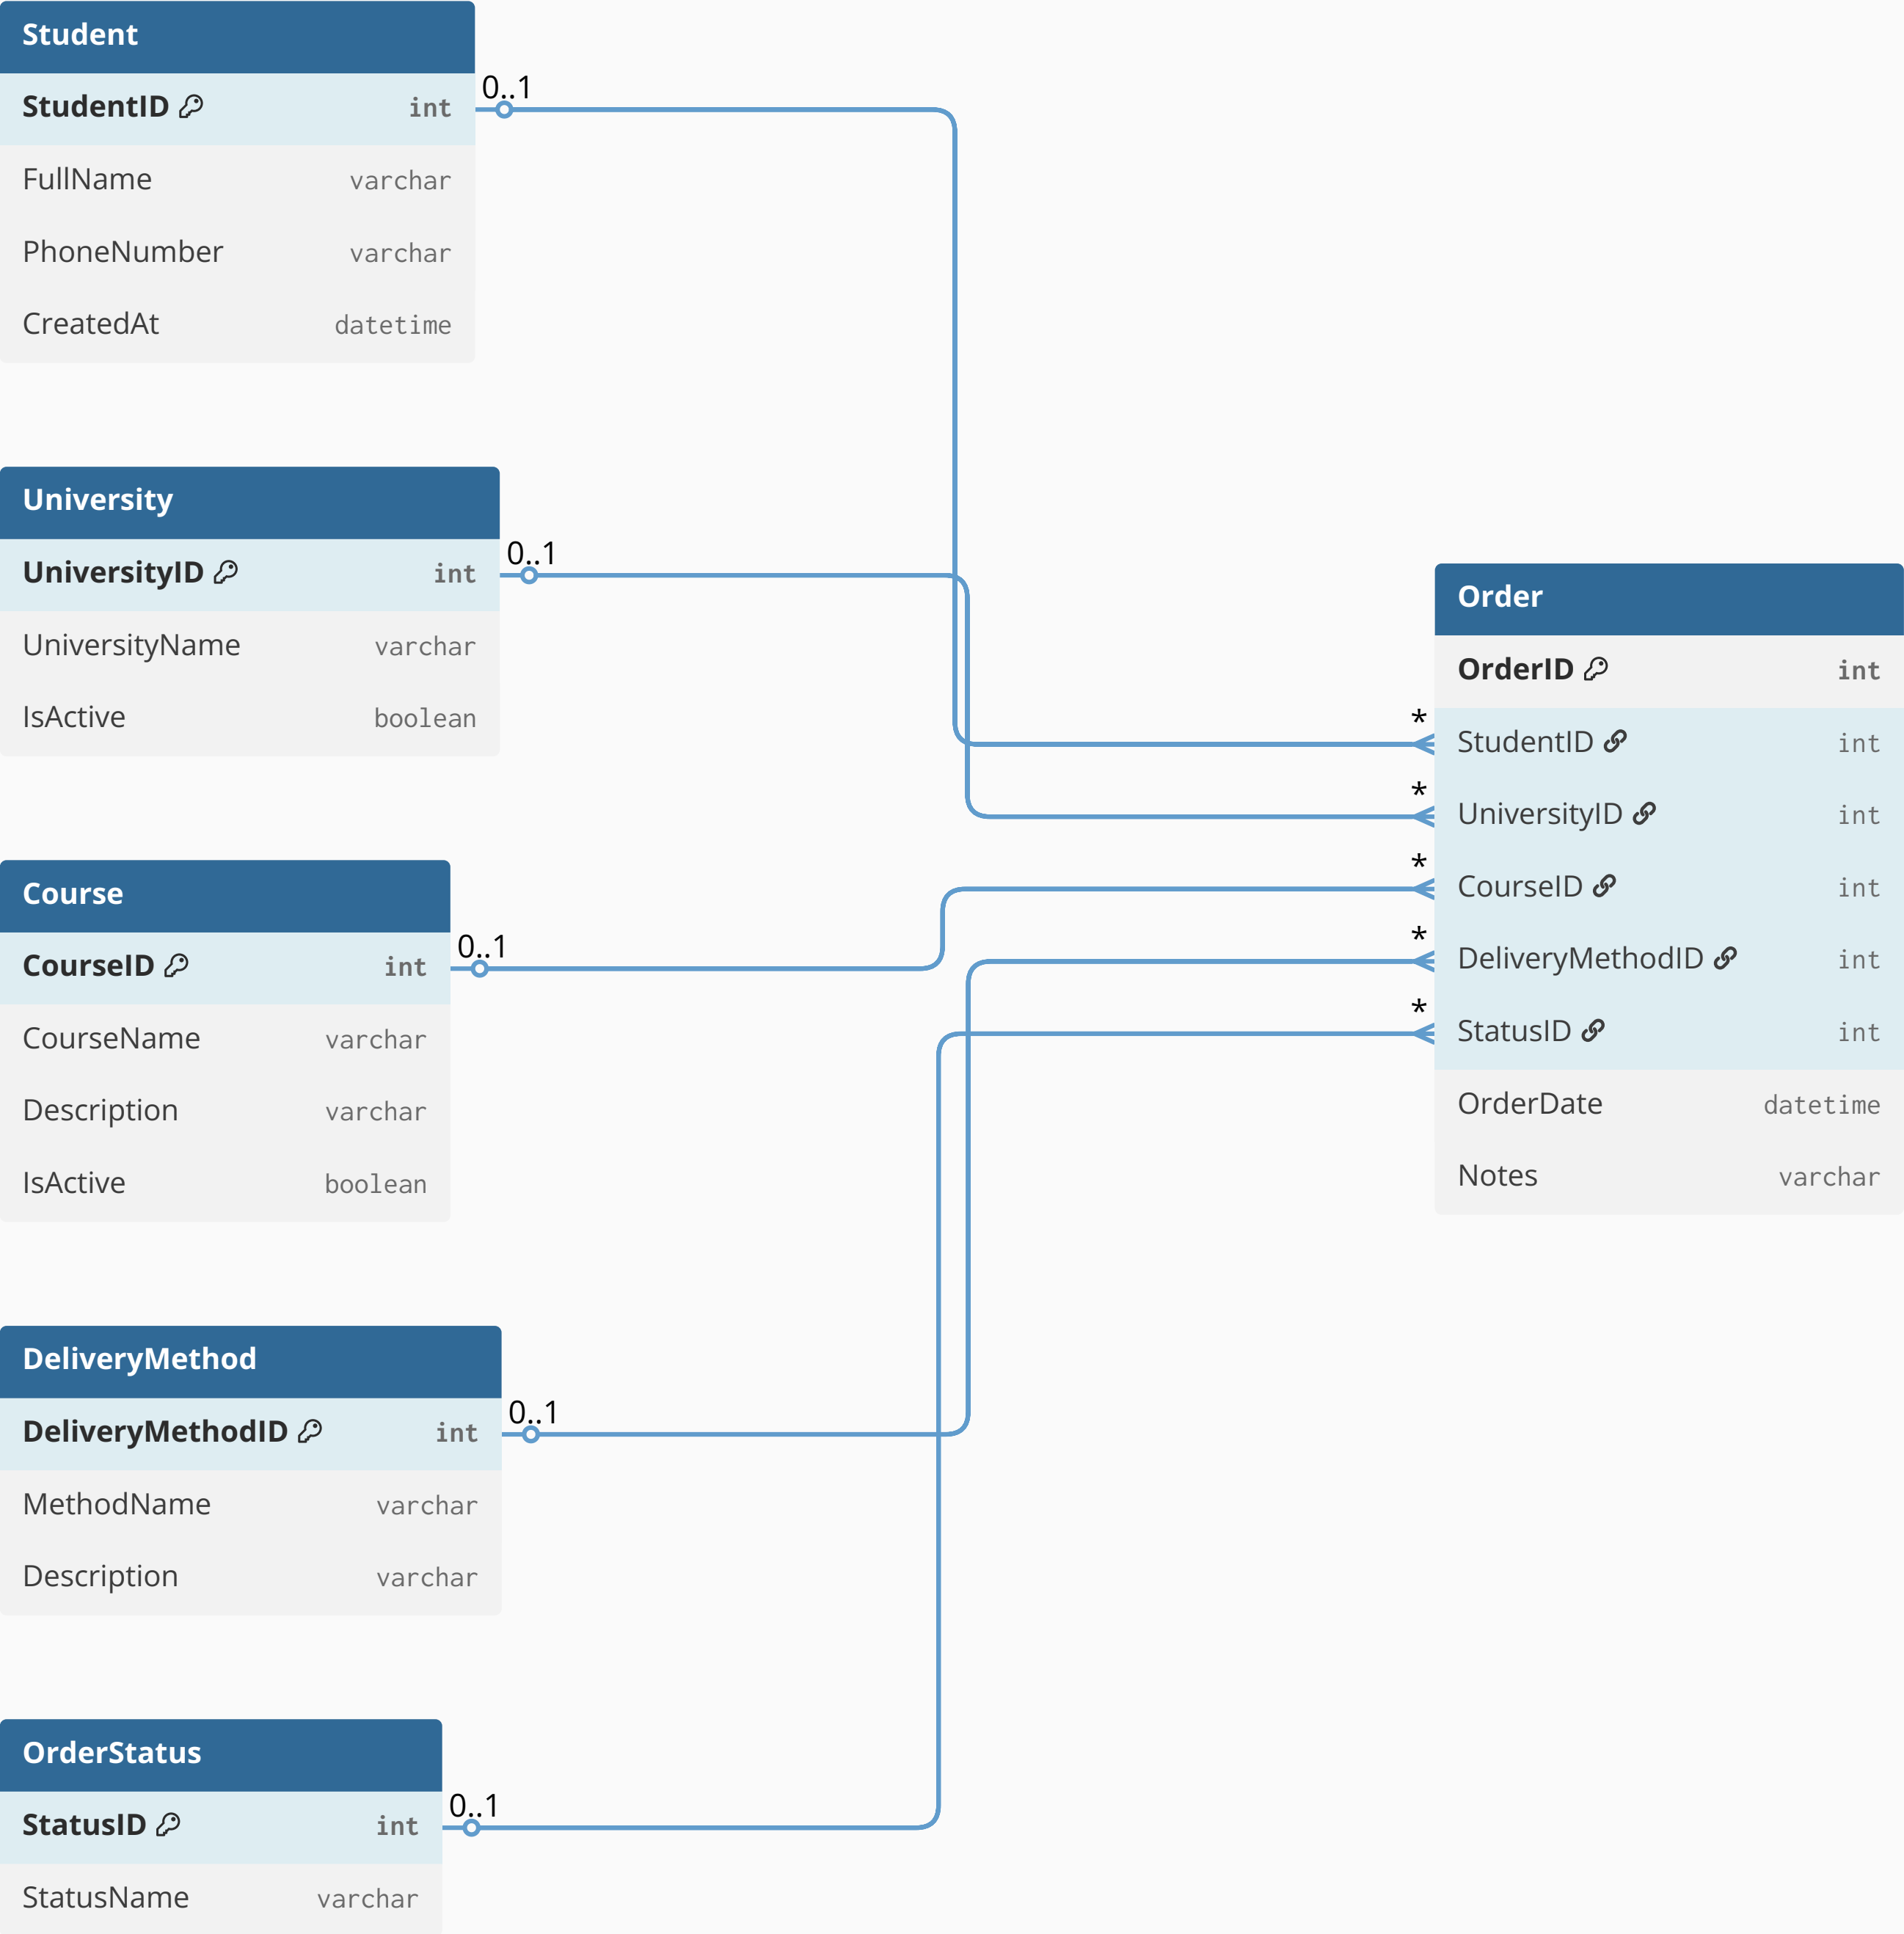 Student
StudentID int
FullName varchar
PhoneNumber varchar
CreatedAt datetime
0..1
University
UniversityID int
UniversityName varchar
IsActive boolean
0..1
Course
CourseID int
CourseName varchar
Description varchar
IsActive boolean
0..1
DeliveryMethod
DeliveryMethodID int
MethodName varchar
Description varchar
0..1
OrderStatus
StatusID int
StatusName varchar
0..1
Order
OrderID int
* StudentID int
* UniversityID int
* CourseID int
* DeliveryMethodID int
* StatusID int
OrderDate datetime
Notes varchar